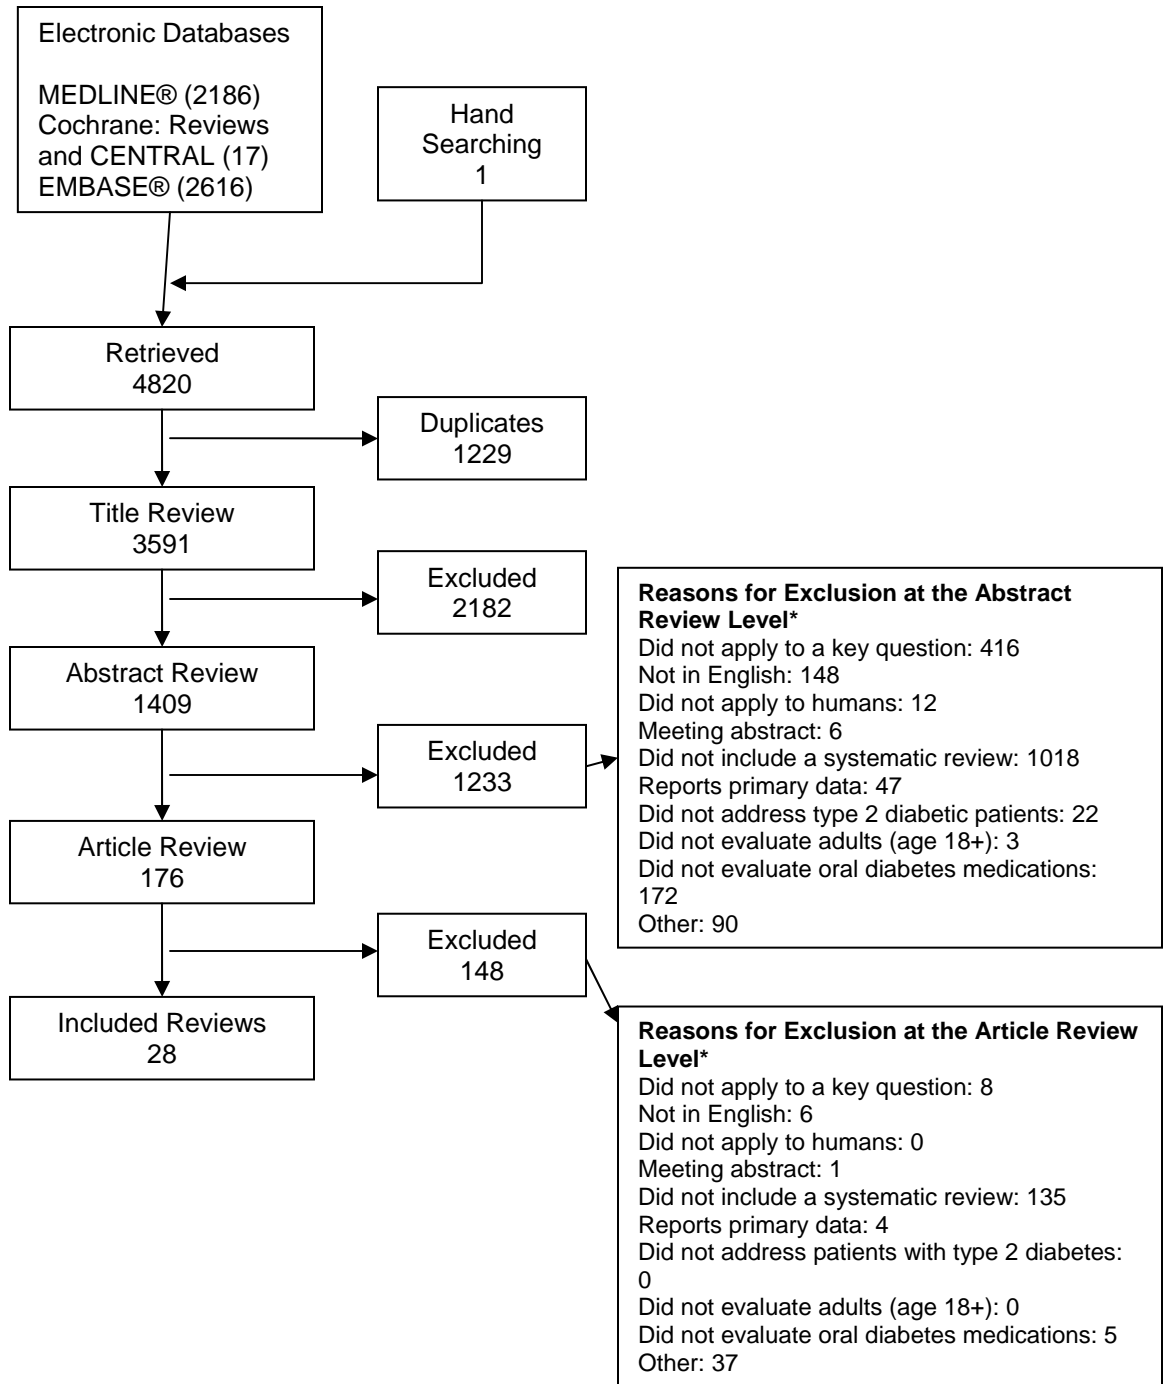 Electronic Databases
MEDLINE® (2186)
Cochrane: Reviews
and CENTRAL (17)
EMBASE® (2616)
Hand
Searching
1
Retrieved
4820
Duplicates
1229
Title Review
3591
Excluded
2182
Abstract Review
1409
Excluded
1233
Reasons for Exclusion at the Abstract
Review Level*
Did not apply to a key question: 416
Not in English: 148
Did not apply to humans: 12
Meeting abstract: 6
Did not include a systematic review: 1018
Reports primary data: 47
Did not address type 2 diabetic patients: 22
Did not evaluate adults (age 18+): 3
Did not evaluate oral diabetes medications:
172
Other: 90
Article Review
176
Excluded
148
Included Reviews
28
Reasons for Exclusion at the Article Review
Level*
Did not apply to a key question: 8
Not in English: 6
Did not apply to humans: 0
Meeting abstract: 1
Did not include a systematic review: 135
Reports primary data: 4
Did not address patients with type 2 diabetes:
0
Did not evaluate adults (age 18+): 0
Did not evaluate oral diabetes medications: 5
Other: 37